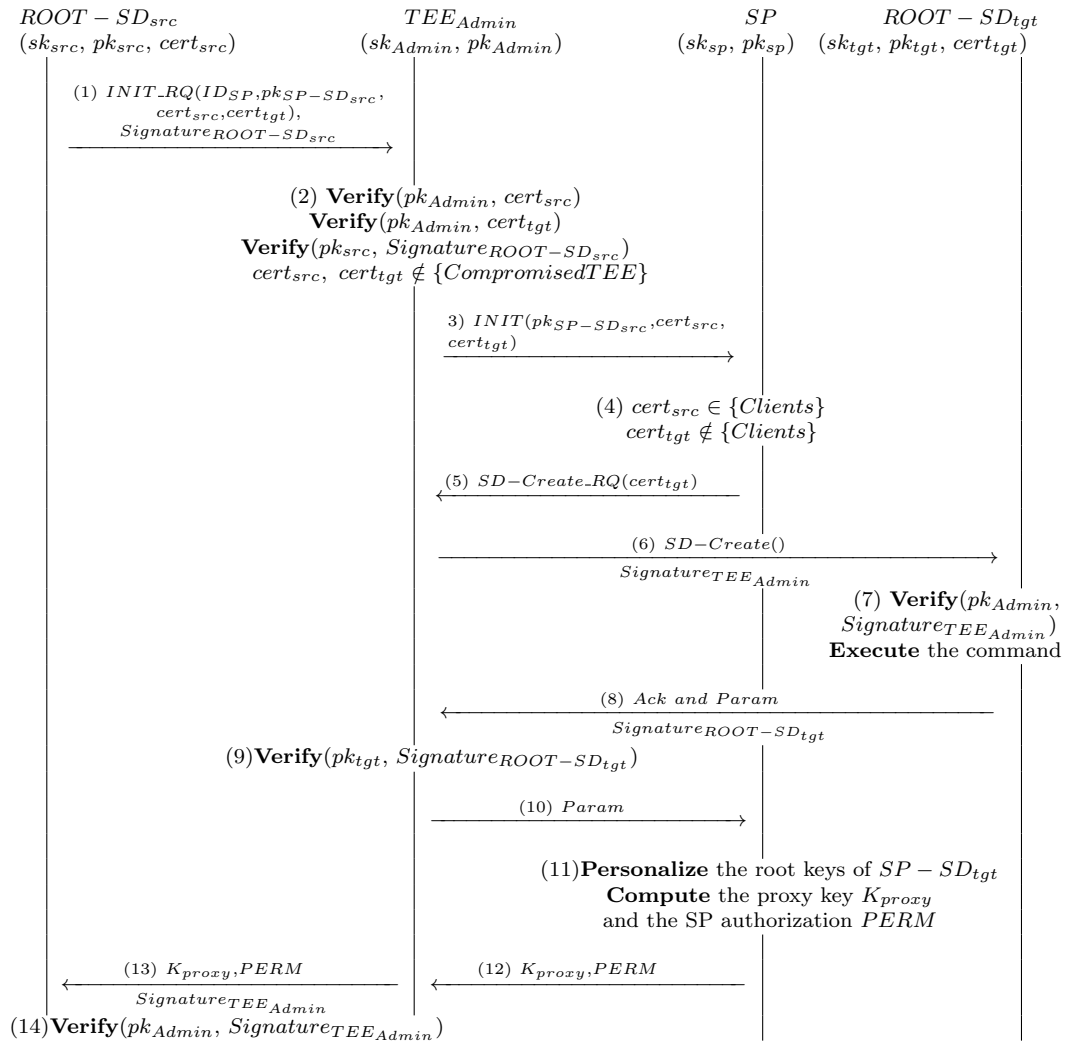 ROOT − SD_src
TEE_Admin
SP
ROOT − SD_tgt
(sk_src, pk_src, cert_src)
(sk_Admin, pk_Admin)
(sk_sp, pk_sp)
(sk_tgt, pk_tgt, cert_tgt)
(1) INIT_RQ(ID_SP,pk_SP−SD_src,
cert_src,cert_tgt),
Signature_ROOT−SD_src
(2) Verify(pk_Admin, cert_src)
Verify(pk_Admin, cert_tgt)
Verify(pk_src, Signature_ROOT−SD_src)
cert_src, cert_tgt ∉ {CompromisedTEE}
3) INIT(pk_SP−SD_src,cert_src,
cert_tgt)
(4) cert_src ∈ {Clients}
cert_tgt ∉ {Clients}
(5) SD−Create_RQ(cert_tgt)
(6) SD−Create()
Signature_TEE_Admin
(7) Verify(pk_Admin,
Signature_TEE_Admin)
Execute the command
(8) Ack and Param
Signature_ROOT−SD_tgt
(9)Verify(pk_tgt, Signature_ROOT−SD_tgt)
(10) Param
(11)Personalize the root keys of SP − SD_tgt
Compute the proxy key K_proxy
and the SP authorization PERM
(13) K_proxy,PERM
(12) K_proxy,PERM
Signature_TEE_Admin
(14)Verify(pk_Admin, Signature_TEE_Admin)